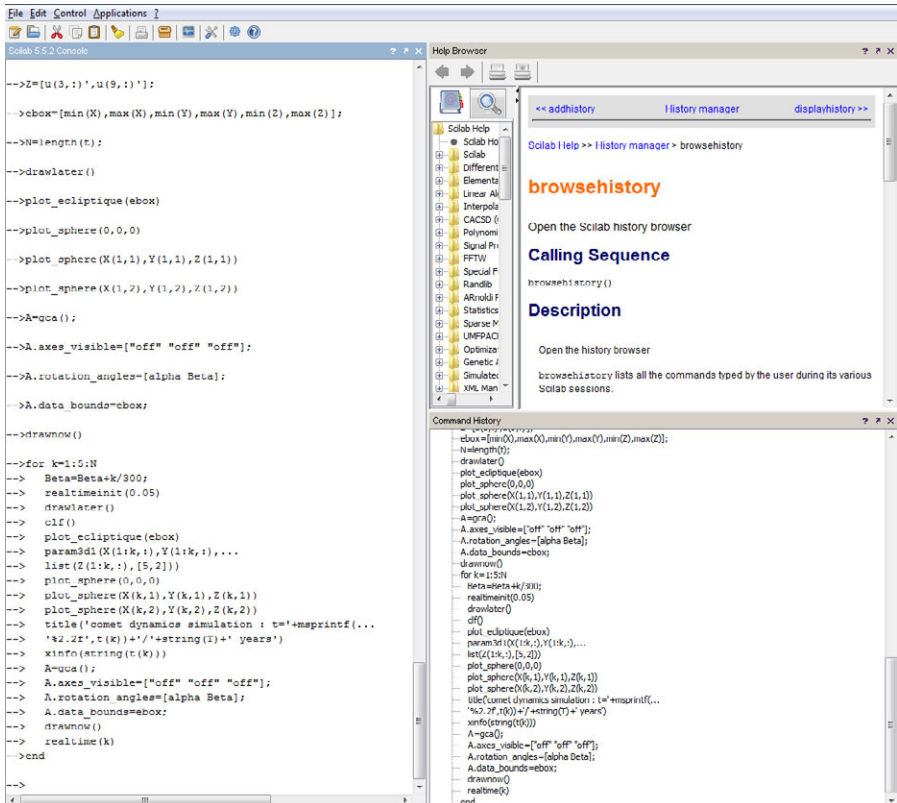 File Edit Control Applications ?
Scilab 5.5.2 Console
-->Z=[u(3,:)',u(9,:)'];
-->ebox=[min(X),max(X),min(Y),max(Y),min(Z),max(Z)];
-->N=length(t);
-->drawlater()
-->plot_ecliptique(ebox)
-->plot_sphere(0,0,0)
-->plot_sphere(X(1,1),Y(1,1),Z(1,1))
-->plot_sphere(X(1,2),Y(1,2),Z(1,2))
-->A=gca();
-->A.axes_visible=["off" "off" "off"];
-->A.rotation_angles=[alpha Beta];
-->A.data_bounds=ebox;
-->drawnow()
-->for k=1:5:N
--> Beta=Beta+k/300;
--> realtimeinit(0.05)
--> drawlater()
--> clf()
--> plot_ecliptique(ebox)
--> param3d1(X(1:k,:),Y(1:k,:),...
--> list(Z(1:k,:),[5,2]))
--> plot_sphere(0,0,0)
--> plot_sphere(X(k,1),Y(k,1),Z(k,1))
--> plot_sphere(X(k,2),Y(k,2),Z(k,2))
--> title('comet dynamics simulation : t='+msprintf(...
--> '%2.2f',t(k))+'/'+string(T)+' years')
--> xinfo(string(t(k)))
--> A=gca();
--> A.axes_visible=["off" "off" "off"];
--> A.rotation_angles=[alpha Beta];
--> A.data_bounds=ebox;
--> drawnow()
--> realtime(k)
-->end
-->
Help Browser
Scilab Help
Scilab Ho
Scilab
Different
Elementa
Linear Al
Interpola
CACSD (
Polynomi
Signal Pr
FFTW
Special F
Randlib
ARnoldi P
Statistics
Sparse M
UMFPAC
Optimiza
Genetic A
Simulated
XML Man
<< addhistory History manager displayhistory >>
Scilab Help >> History manager > browsehistory
browsehistory
Open the Scilab history browser
Calling Sequence
browsehistory()
Description
Open the history browser
browsehistory lists all the commands typed by the user during its various
Scilab sessions.
Command History
ebox=[min(X),max(X),min(Y),max(Y),min(Z),max(Z)];
N=length(t);
drawlater()
plot_ecliptique(ebox)
plot_sphere(0,0,0)
plot_sphere(X(1,1),Y(1,1),Z(1,1))
plot_sphere(X(1,2),Y(1,2),Z(1,2))
A=gca();
A.axes_visible=["off" "off" "off"];
A.rotation_angles=[alpha Beta];
A.data_bounds=ebox;
drawnow()
for k=1:5:N
Beta=Beta+k/300;
realtimeinit(0.05)
drawlater()
clf()
plot_ecliptique(ebox)
param3d1(X(1:k,:),Y(1:k,:),...
list(Z(1:k,:),[5,2]))
plot_sphere(0,0,0)
plot_sphere(X(k,1),Y(k,1),Z(k,1))
plot_sphere(X(k,2),Y(k,2),Z(k,2))
title('comet dynamics simulation : t='+msprintf(...
'%2.2f',t(k))+'/'+string(T)+' years')
xinfo(string(t(k)))
A=gca();
A.axes_visible=["off" "off" "off"];
A.rotation_angles=[alpha Beta];
A.data_bounds=ebox;
drawnow()
realtime(k)
end